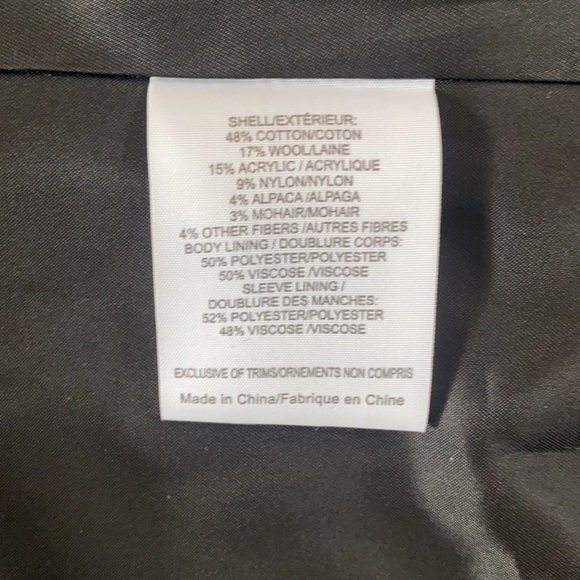 SHELL/EXTÉRIEUR:
48% COTTON/COTON
17% WOOL/LAINE
15% ACRYLIC / ACRYLIQUE
9% NYLON/NYLON
4% ALPACA /ALPAGA
3% MOHAIR/MOHAIR
4% OTHER FIBERS /AUTRES FIBRES
BODY LINING / DOUBLURE CORPS:
50% POLYESTER/POLYESTER
50% VISCOSE /VISCOSE
SLEEVE LINING /
DOUBLURE DES MANCHES:
52% POLYESTER/POLYESTER
48% VISCOSE /VISCOSE
EXCLUSIVE OF TRIMS/ORNEMENTS NON COMPRIS
Made in China/Fabrique en Chine